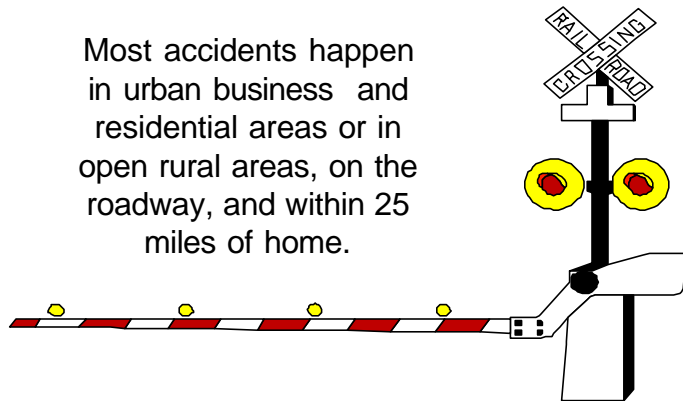 Most accidents happen
in urban business and
residential areas or in
open rural areas, on the
roadway, and within 25
miles of home.
RAIL ROAD
CROSSING